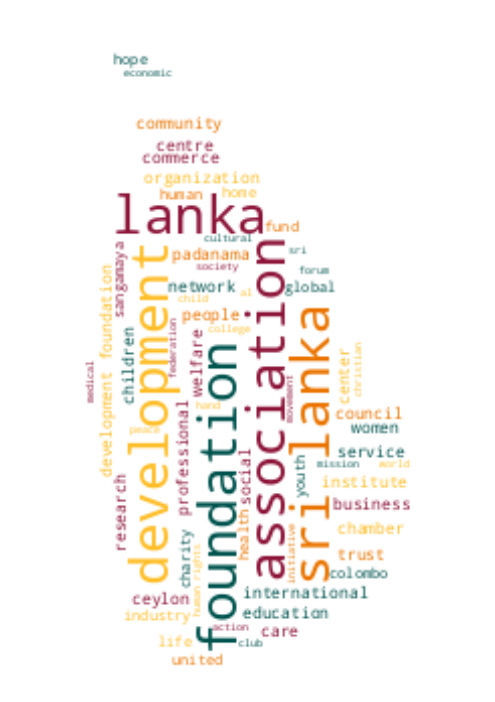 hope
economic
community
centre
commerce
organization
human
home
lanka
fund
cultural
sri
sangamaya
padanama
society
forum
development
association
network
global
child
al
development foundation
people
college
sri lanka
federation
welfare
children
foundation
center
christian
medical
movement
hand
council
peace
women
professional
social
service
youth
mission
world
research
institute
business
health
initiative
chamber
charity
human rights
trust
colombo
ceylon
international
industry
education
action
care
life
club
united